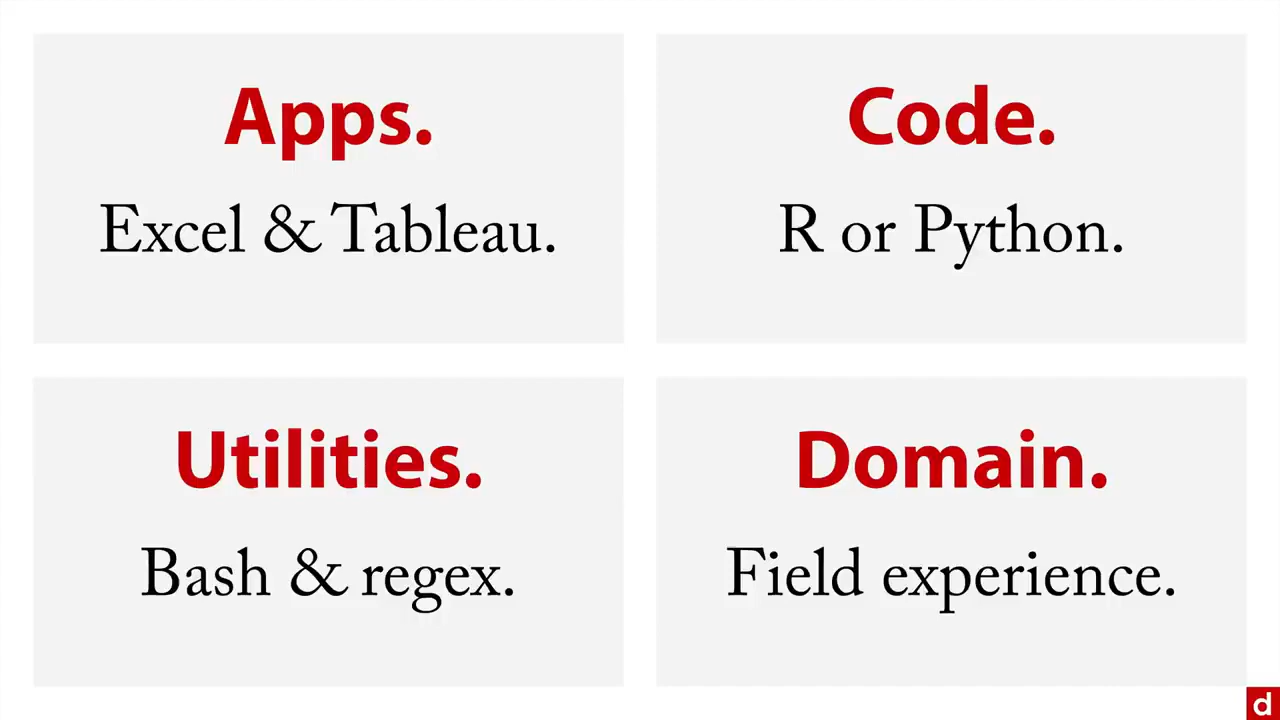 Apps.
Excel & Tableau.
Code.
R or Python.
Utilities.
Bash & regex.
Domain.
Field experience.
d